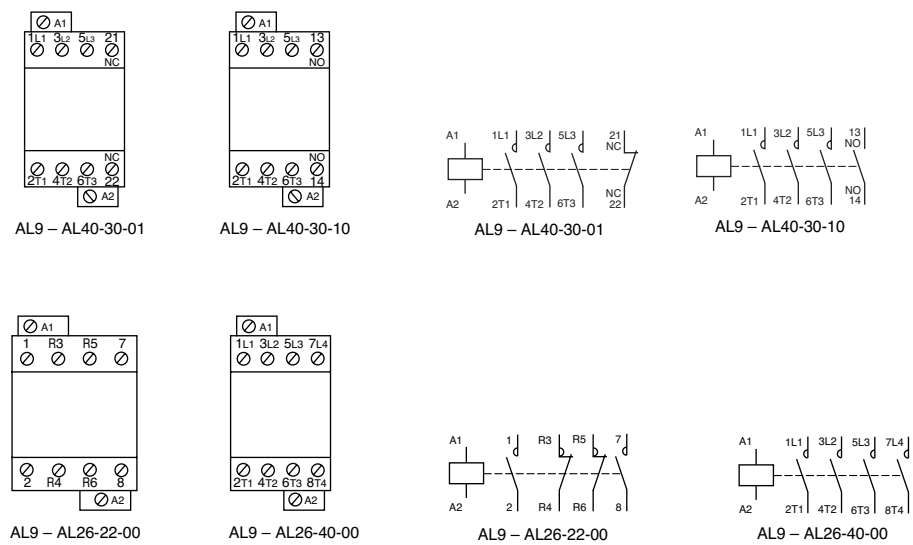 A1
1L1 3L2 5L3 21
NC
NC
2T1 4T2 6T3 22
A2
AL9 – AL40-30-01
A1
1L1 3L2 5L3 13
NO
NO
2T1 4T2 6T3 14
A2
AL9 – AL40-30-10
A1 1L1 3L2 5L3 21
NC
NC
A2 2T1 4T2 6T3 22
AL9 – AL40-30-01
A1 1L1 3L2 5L3 13
NO
NO
A2 2T1 4T2 6T3 14
AL9 – AL40-30-10
A1
1 R3 R5 7
2 R4 R6 8
A2
AL9 – AL26-22-00
A1
1L1 3L2 5L3 7L4
2T1 4T2 6T3 8T4
A2
AL9 – AL26-40-00
A1 1 R3 R5 7
A2 2 R4 R6 8
AL9 – AL26-22-00
A1 1L1 3L2 5L3 7L4
A2 2T1 4T2 6T3 8T4
AL9 – AL26-40-00